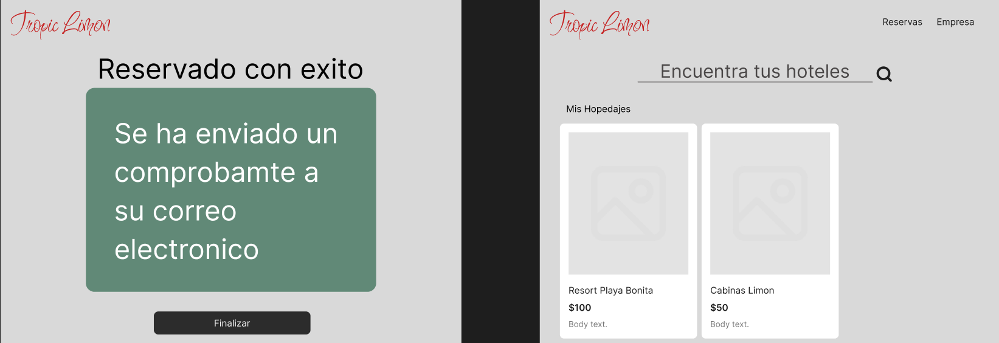 Tropic Limon
Reservado con exito
Se ha enviado un
comprobamte a
su correo
electronico
Finalizar
Tropic Limon
Reservas Empresa
Encuentra tus hoteles
Mis Hopedajes
Resort Playa Bonita
$100
Body text.
Cabinas Limon
$50
Body text.